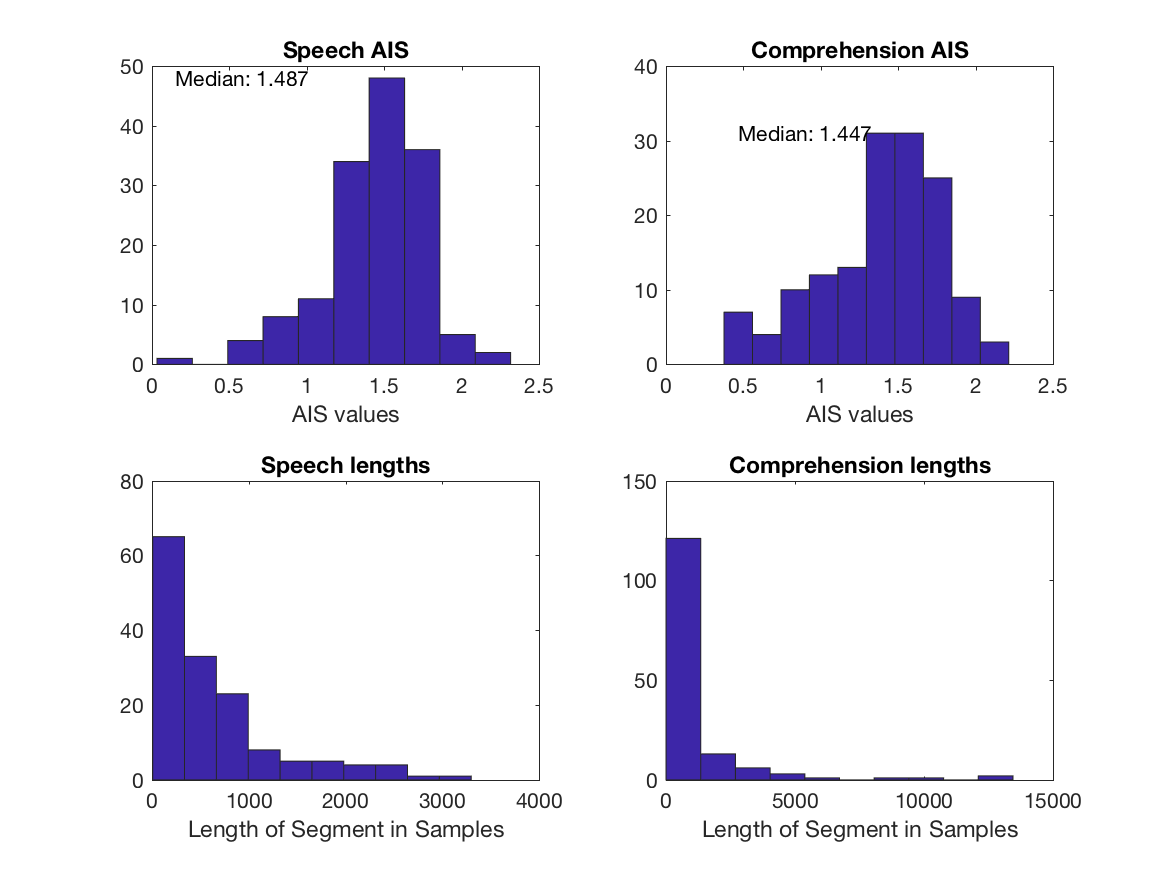 Speech AIS
Median: 1.487
50
40
30
20
10
0
0 0.5 1 1.5 2 2.5
AIS values
Comprehension AIS
Median: 1.447
40
30
20
10
0
0 0.5 1 1.5 2 2.5
AIS values
Speech lengths
80
60
40
20
0
0 1000 2000 3000 4000
Length of Segment in Samples
Comprehension lengths
150
100
50
0
0 5000 10000 15000
Length of Segment in Samples